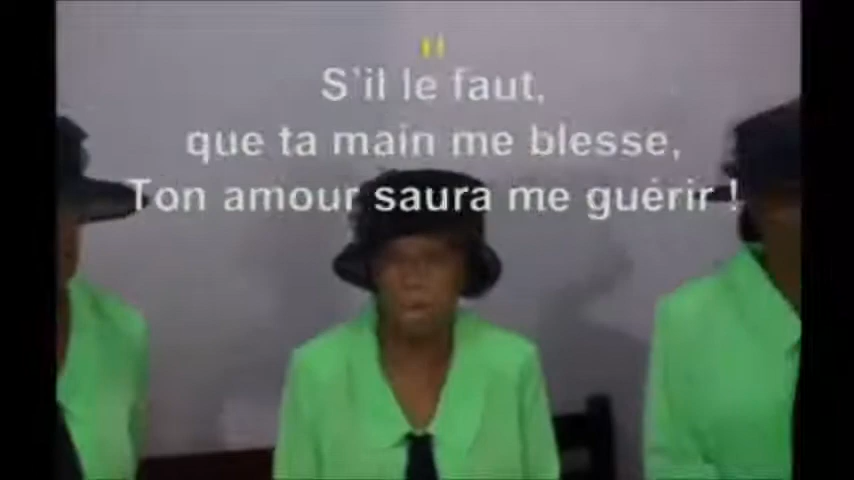 S'il le faut,
que ta main me blesse,
Ton amour saura me guérir !